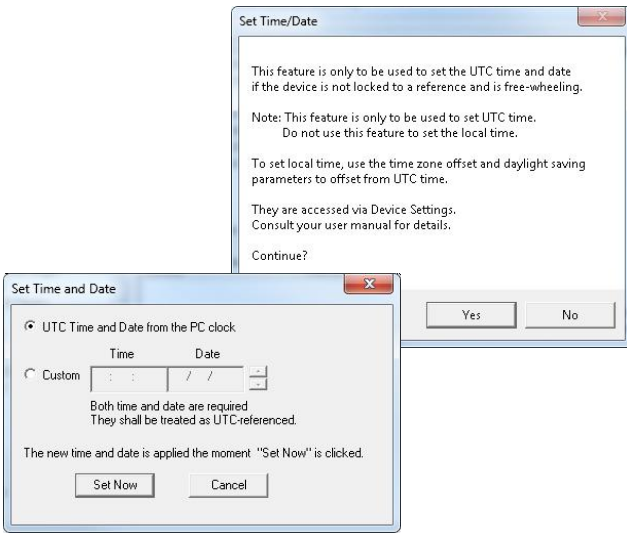 Set Time/Date
This feature is only to be used to set the UTC time and date
if the device is not locked to a reference and is free-wheeling.
Note: This feature is only to be used to set UTC time.
Do not use this feature to set the local time.
To set local time, use the time zone offset and daylight saving
parameters to offset from UTC time.
They are accessed via Device Settings.
Consult your user manual for details.
Continue?
Yes No
Set Time and Date
UTC Time and Date from the PC clock
Time Date
Custom : : / /
Both time and date are required
They shall be treated as UTC-referenced.
The new time and date is applied the moment "Set Now" is clicked.
Set Now Cancel